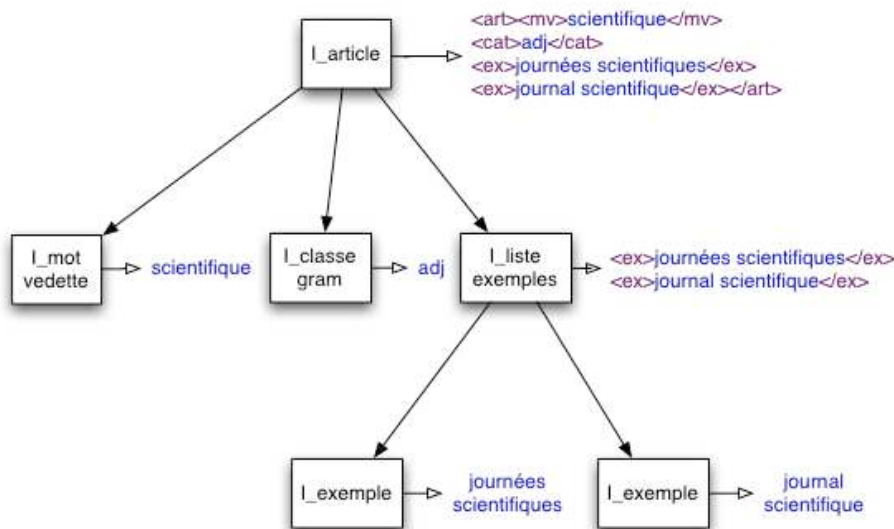 I_article
<art><mv>scientifique</mv>
<cat>adj</cat>
<ex>journées scientifiques</ex>
<ex>journal scientifique</ex></art>
I_mot
vedette
scientifique
I_classe
gram
adj
I_liste
exemples
<ex>journées scientifiques</ex>
<ex>journal scientifique</ex>
I_exemple
journées
scientifiques
I_exemple
journal
scientifique